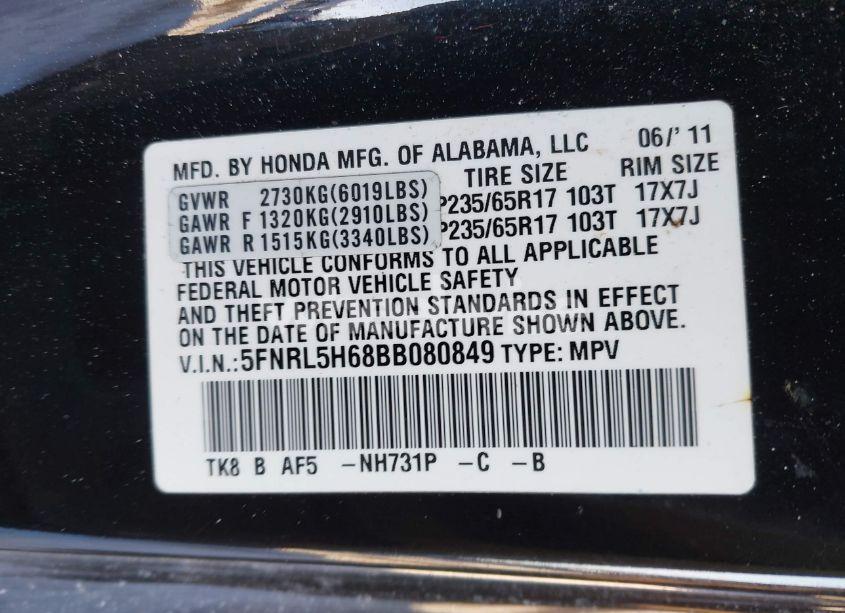 MFD. BY HONDA MFG. OF ALABAMA, LLC 06/' 11
TIRE SIZE RIM SIZE
GVWR 2730KG(6019LBS)
GAWR F 1320KG(2910LBS) P235/65R17 103T 17X7J
GAWR R 1515KG(3340LBS) P235/65R17 103T 17X7J
THIS VEHICLE CONFORMS TO ALL APPLICABLE
FEDERAL MOTOR VEHICLE SAFETY
AND THEFT PREVENTION STANDARDS IN EFFECT
ON THE DATE OF MANUFACTURE SHOWN ABOVE.
V.I.N.:5FNRL5H68BB080849 TYPE: MPV
TK8 B AF5 -NH731P -C -B